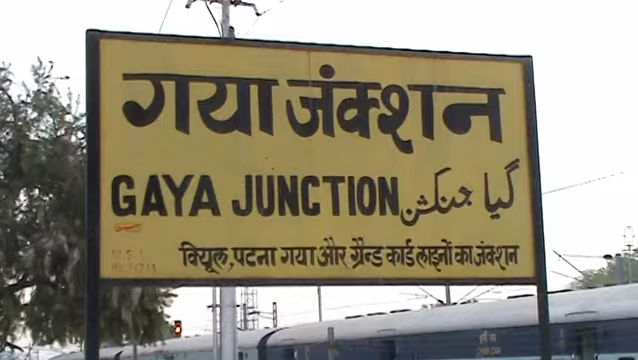 गया जंक्शन
GAYA JUNCTION گیا جنکشن
वियूल, पटना गया और ग्रैन्ड कार्ड लाइनों का जंक्शन